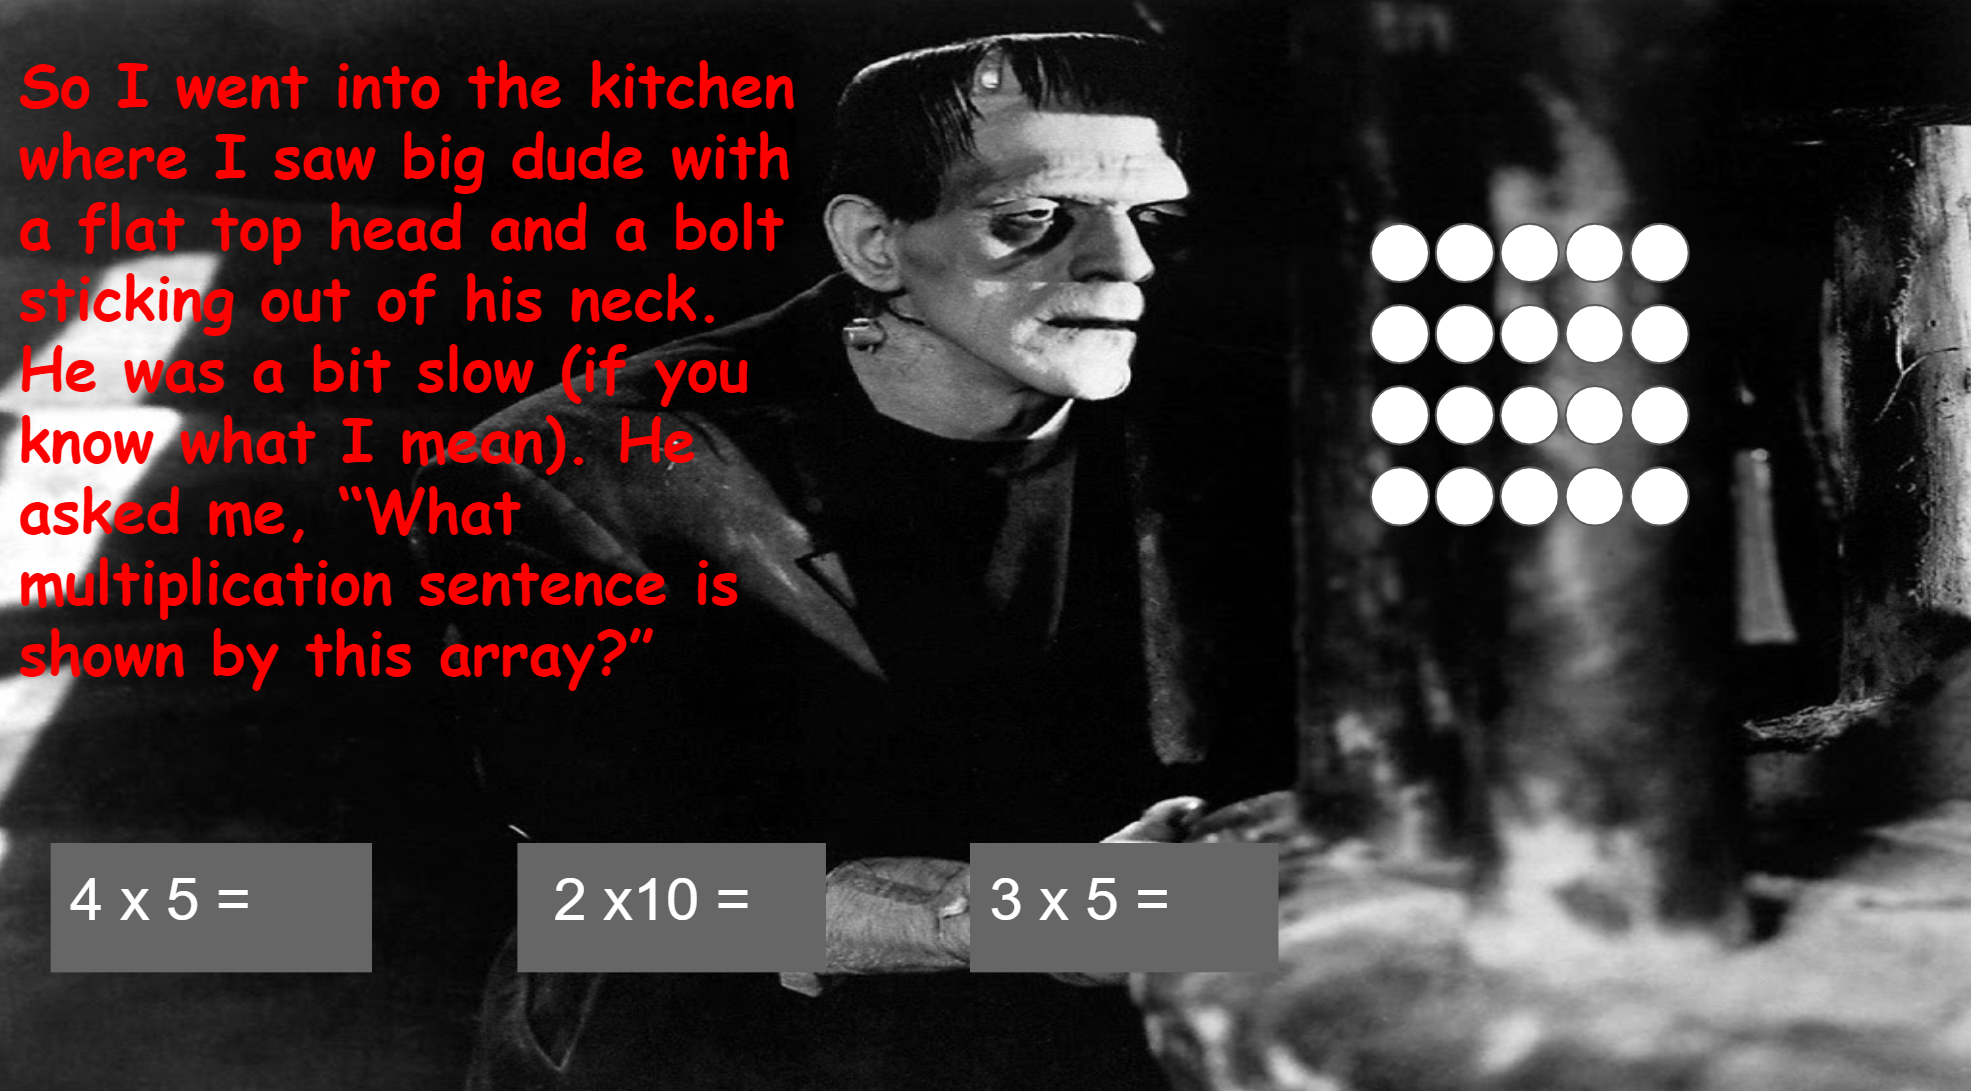 So I went into the kitchen
where I saw big dude with
a flat top head and a bolt
sticking out of his neck.
He was a bit slow (if you
know what I mean). He
asked me, “What
multiplication sentence is
shown by this array?”
4 x 5 =
2 x10 =
3 x 5 =